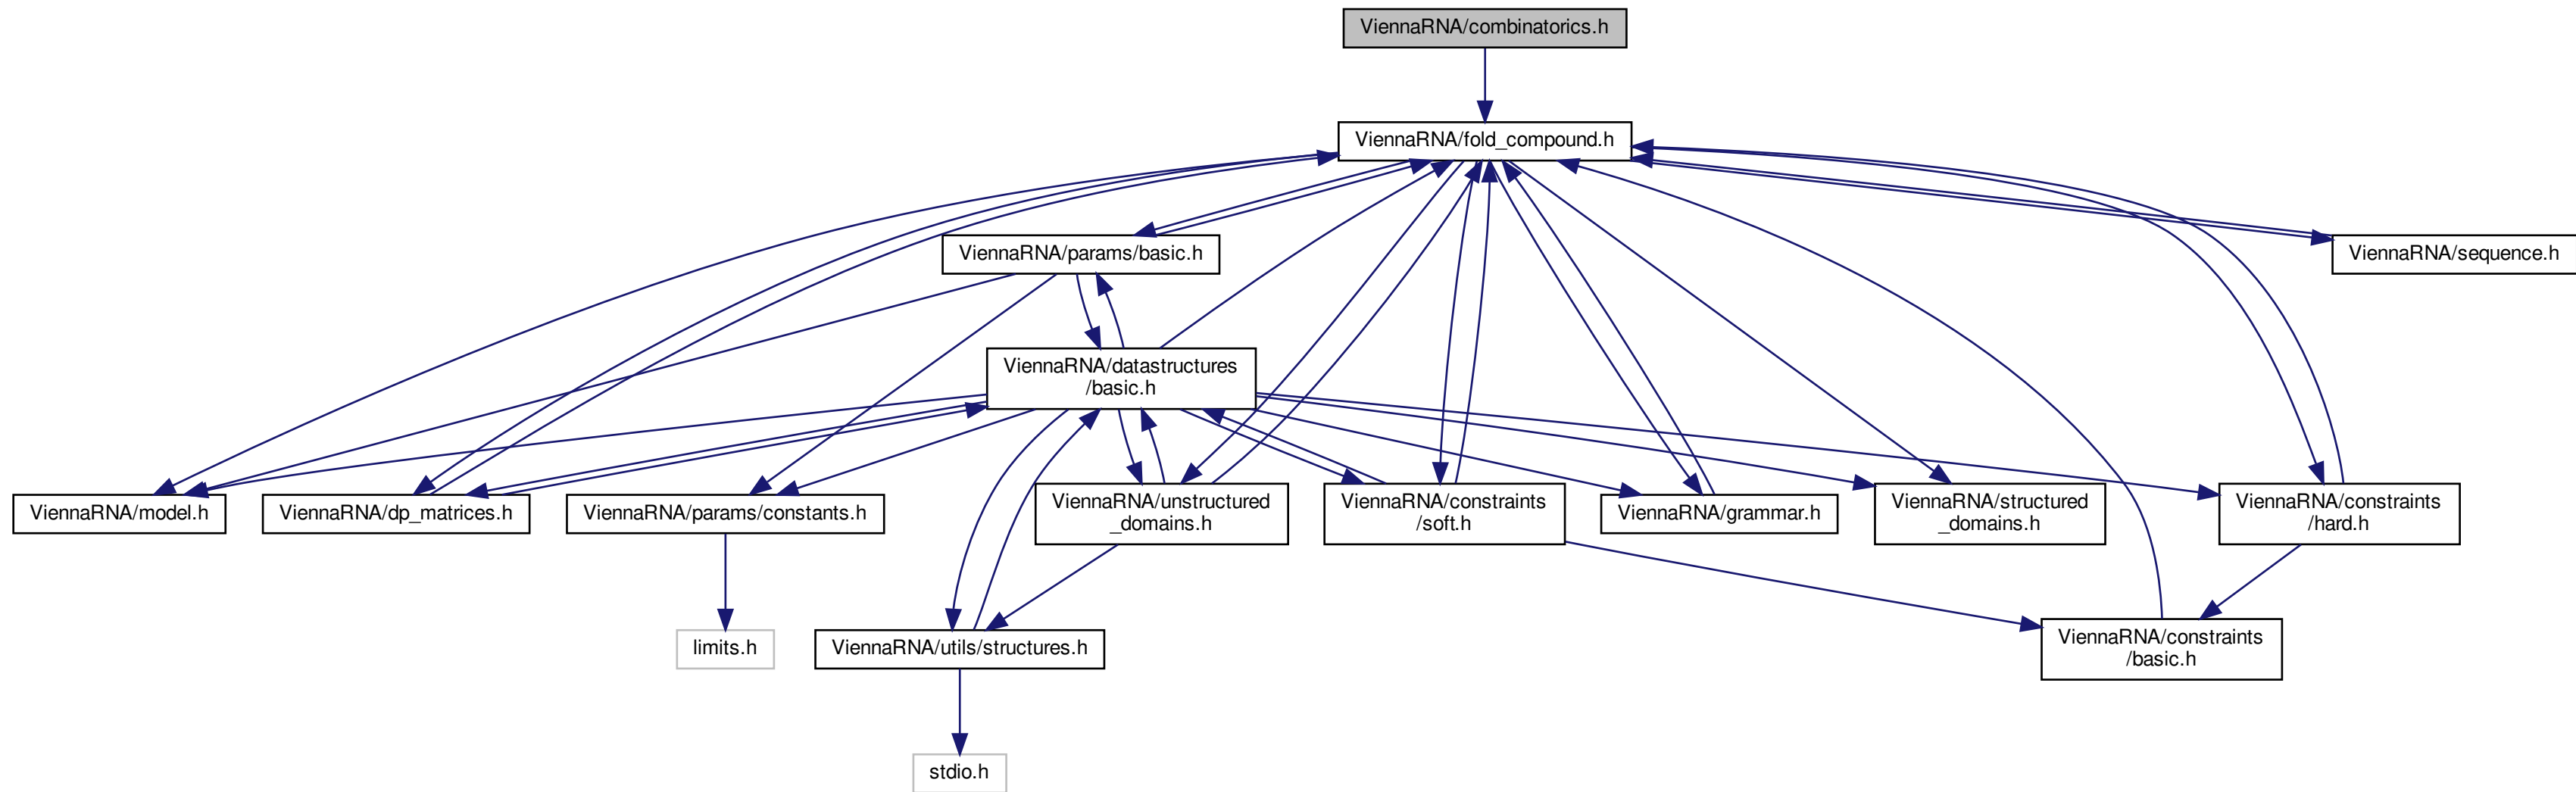 ViennaRNA/combinatorics.h
ViennaRNA/fold_compound.h
ViennaRNA/params/basic.h
ViennaRNA/sequence.h
ViennaRNA/datastructures
/basic.h
ViennaRNA/model.h
ViennaRNA/dp_matrices.h
ViennaRNA/params/constants.h
ViennaRNA/unstructured
_domains.h
ViennaRNA/constraints
/soft.h
ViennaRNA/grammar.h
ViennaRNA/structured
_domains.h
ViennaRNA/constraints
/hard.h
limits.h
ViennaRNA/utils/structures.h
ViennaRNA/constraints
/basic.h
stdio.h